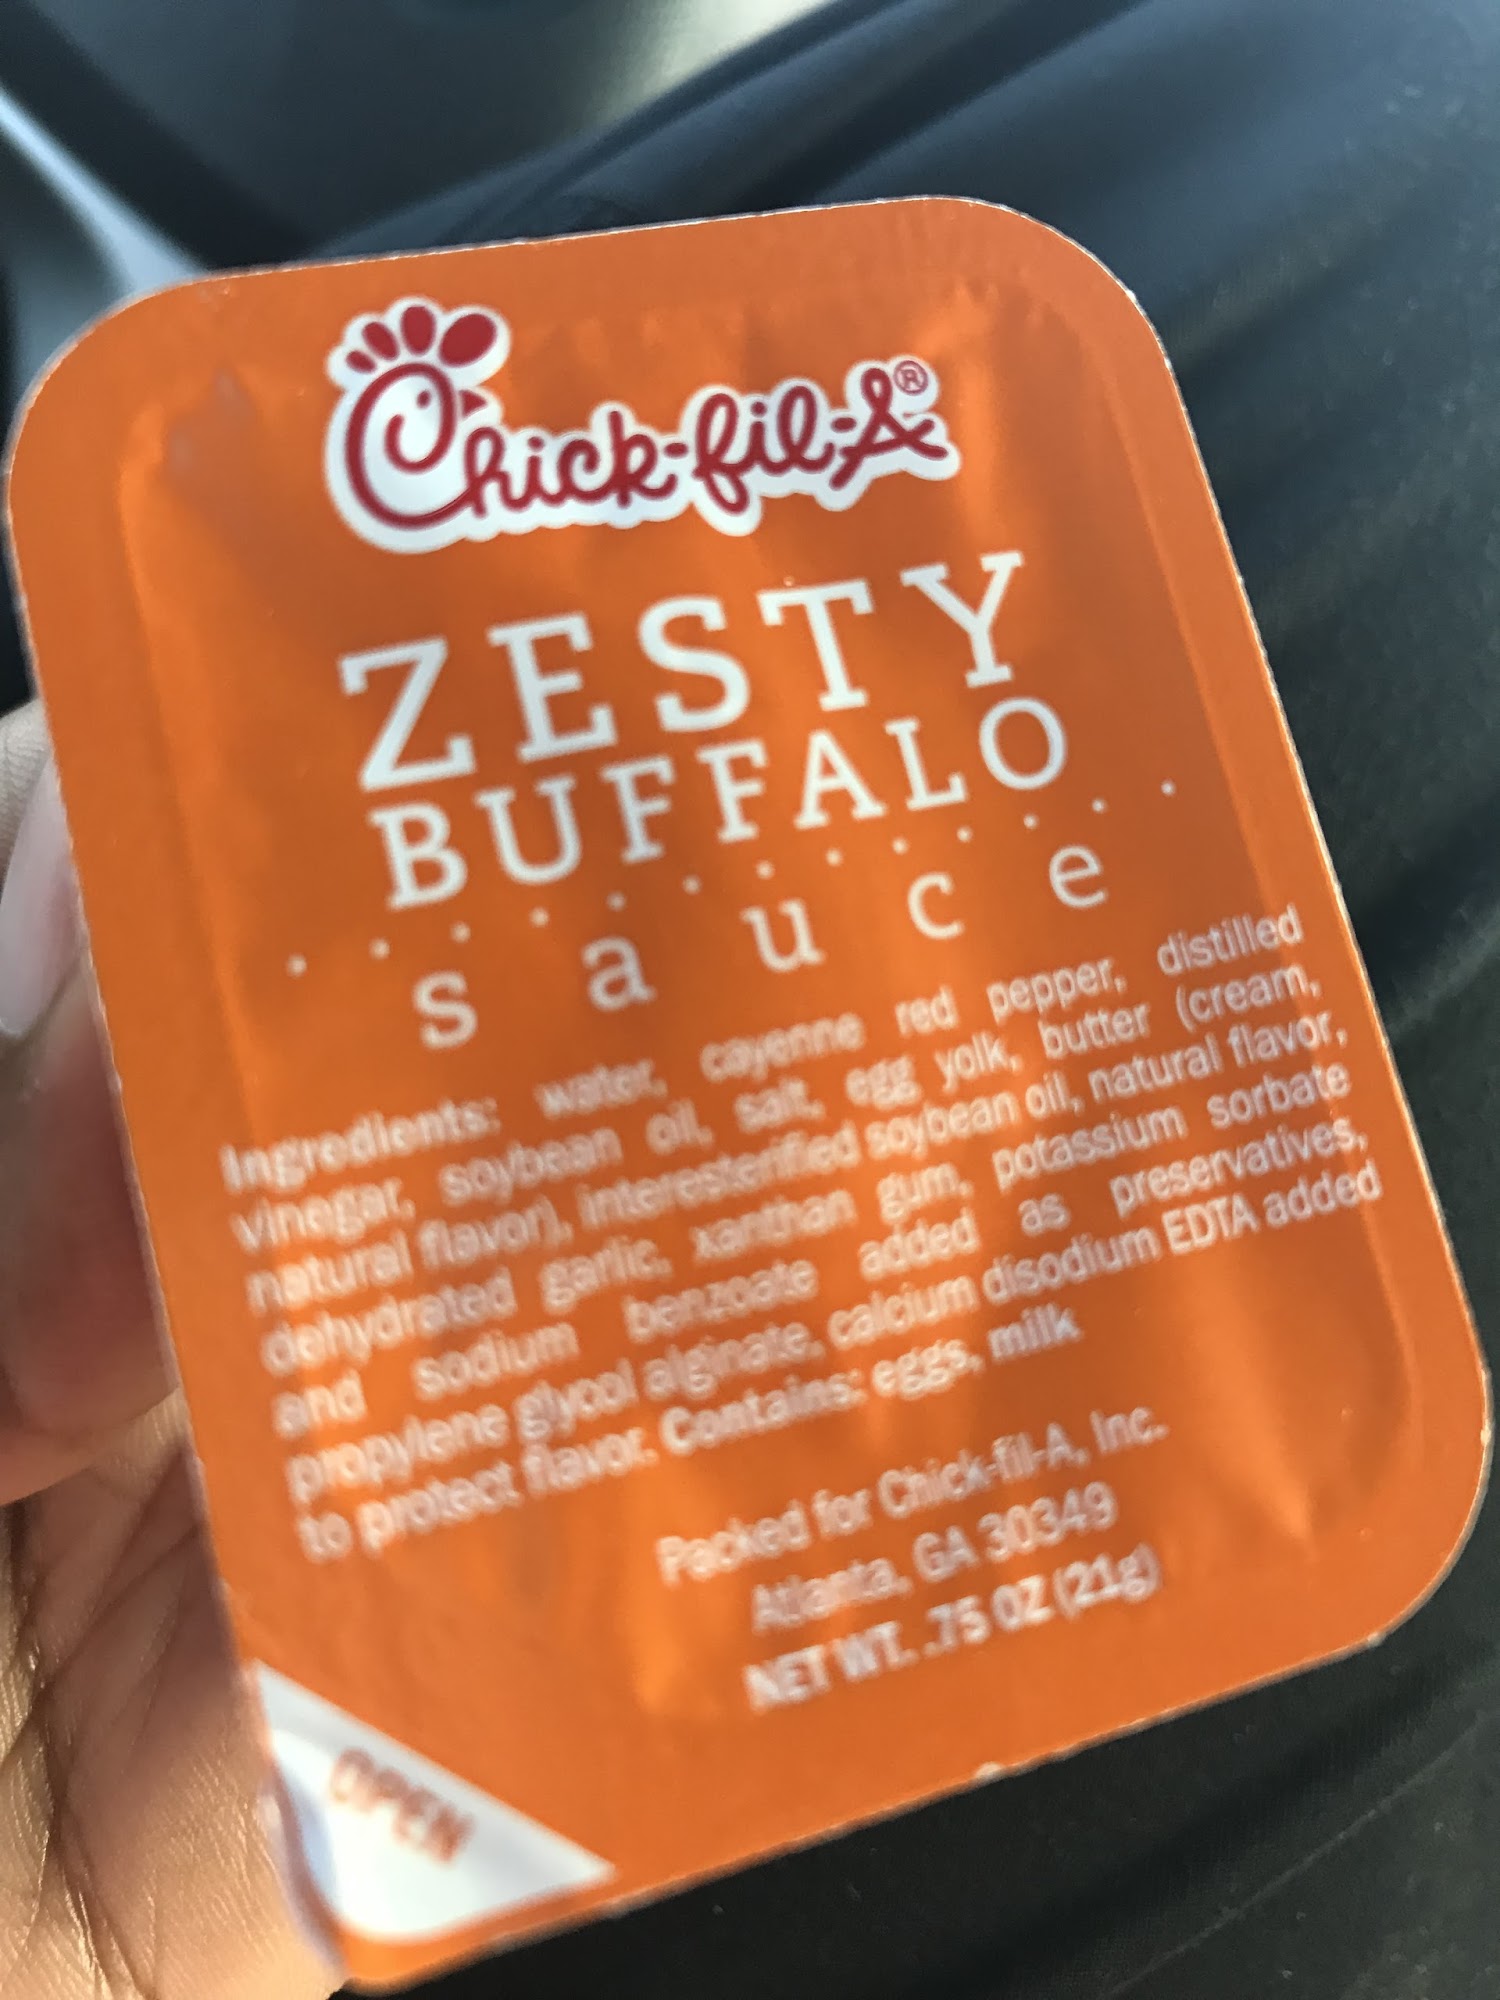 Chick-fil-A®
ZESTY
BUFFALO
sauce
Ingredients: water, cayenne red pepper, distilled
vinegar, soybean oil, salt, egg yolk, butter (cream,
natural flavor), interesterified soybean oil, natural flavor,
dehydrated garlic, xanthan gum, potassium sorbate
and sodium benzoate added as preservatives,
propylene glycol alginate, calcium disodium EDTA added
to protect flavor. Contains: eggs, milk
Packed for Chick-fil-A, Inc.
Atlanta, GA 30349
NET WT. .75 OZ (21g)
OPEN